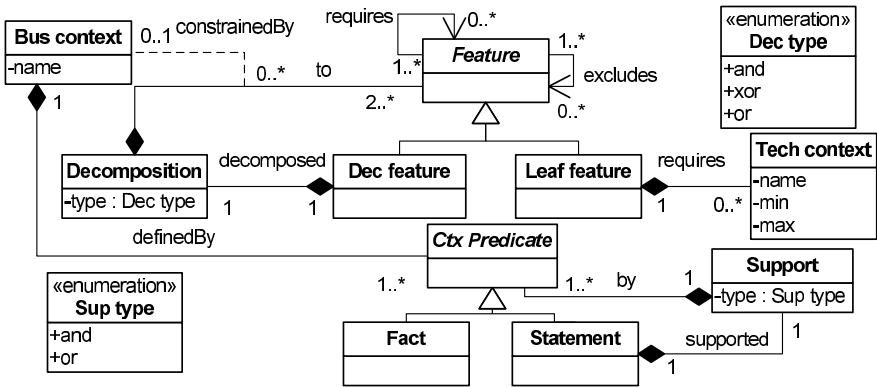 requires
0..*
Bus context
-name
0..1
constrainedBy
Feature
1..*
1..*
excludes
0..*
«enumeration»
Dec type
+and
+xor
+or
0..*
to
2..*
1
Decomposition
-type : Dec type
decomposed
1
1
Dec feature
Leaf feature
requires
1
0..*
Tech context
-name
-min
-max
definedBy
Ctx Predicate
1..*
1..*
by
1
Support
-type : Sup type
«enumeration»
Sup type
+and
+or
Fact
Statement
1
supported
1